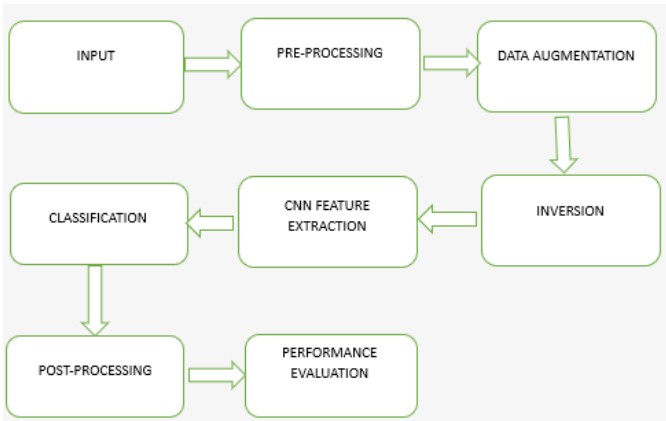 INPUT
PRE-PROCESSING
DATA AUGMENTATION
INVERSION
CNN FEATURE
EXTRACTION
CLASSIFICATION
POST-PROCESSING
PERFORMANCE
EVALUATION